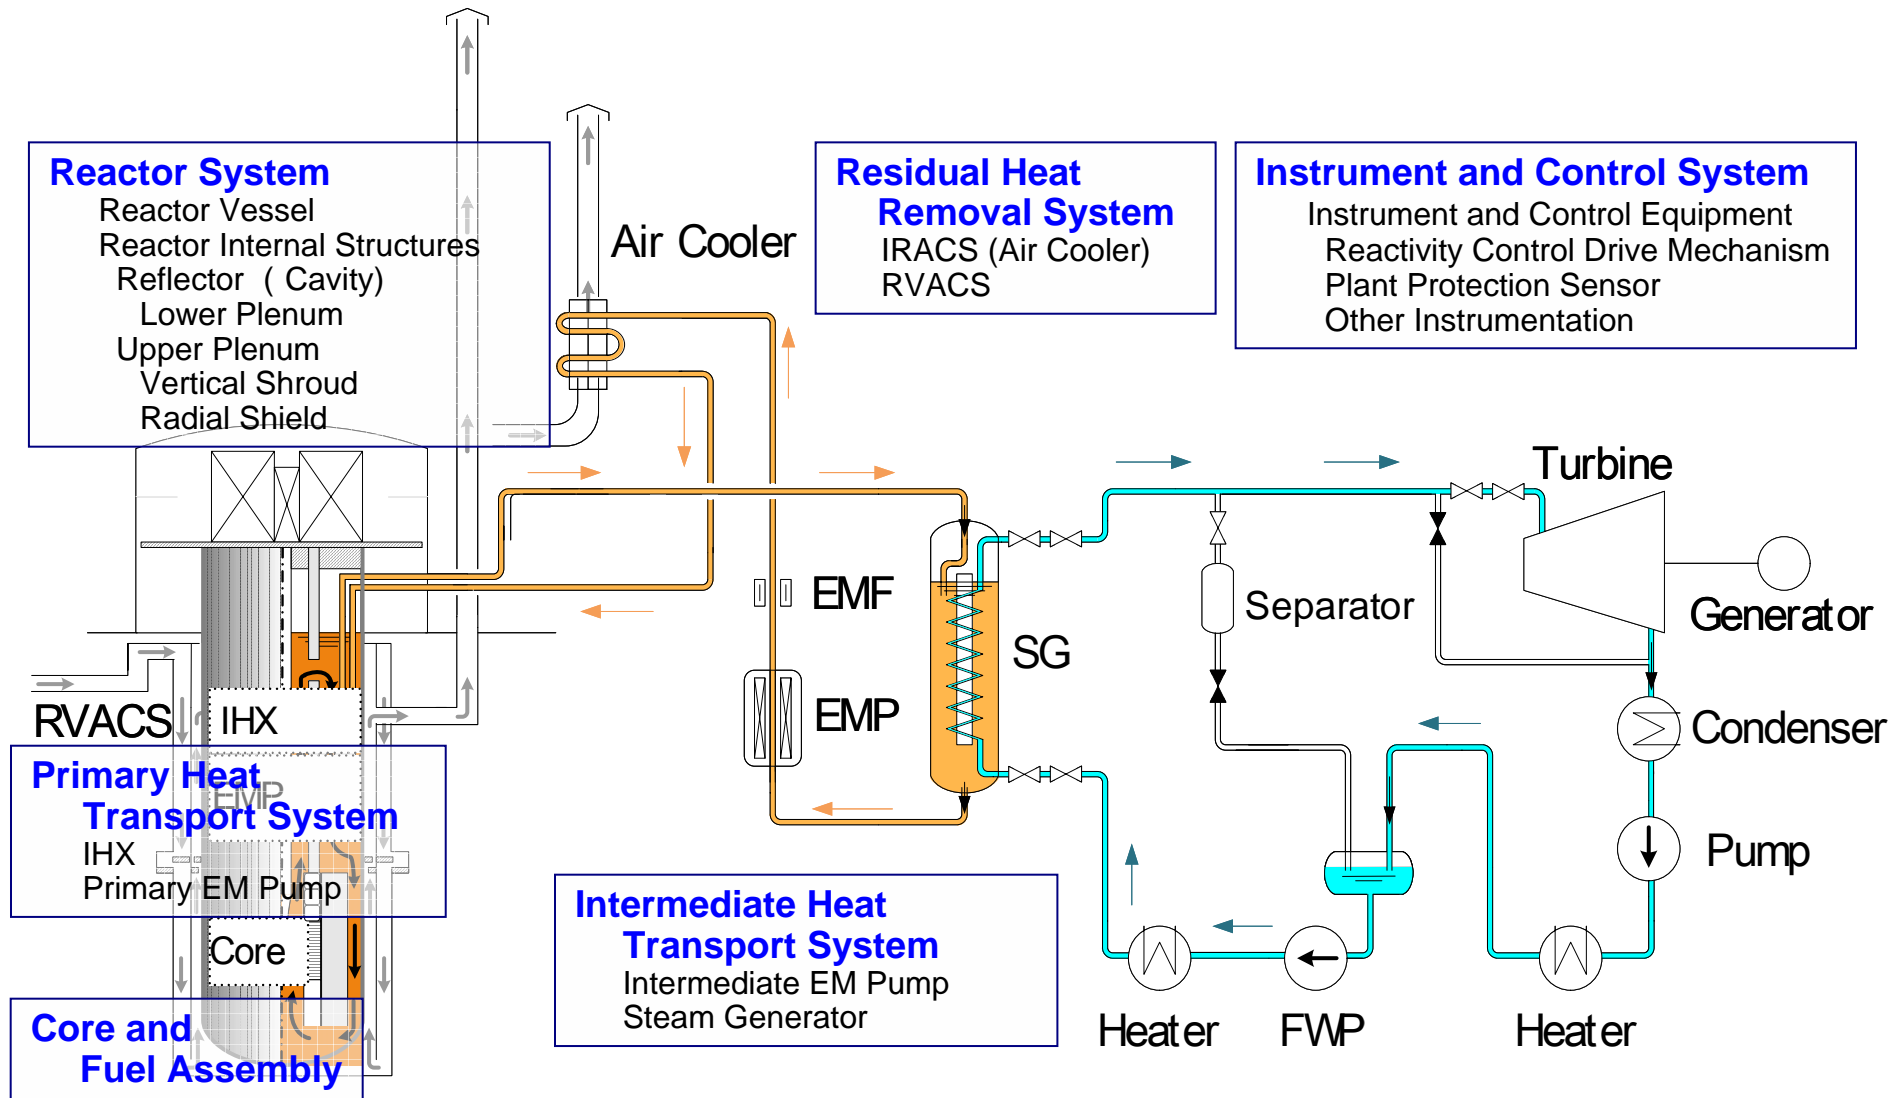 Reactor System
Reactor Vessel
Reactor Internal Structures
Reflector ( Cavity)
Lower Plenum
Upper Plenum
Vertical Shroud
Radial Shield
Air Cooler
Residual Heat
Removal System
IRACS (Air Cooler)
RVACS
Instrument and Control System
Instrument and Control Equipment
Reactivity Control Drive Mechanism
Plant Protection Sensor
Other Instrumentation
Turbine
Generator
EMF
Separator
SG
RVACS
IHX
EMP
Condenser
Primary Heat
Transport System
IHX
Primary EM Pump
EMP
Pump
Core
Intermediate Heat
Transport System
Intermediate EM Pump
Steam Generator
Heater
FWP
Heater
Core and
Fuel Assembly